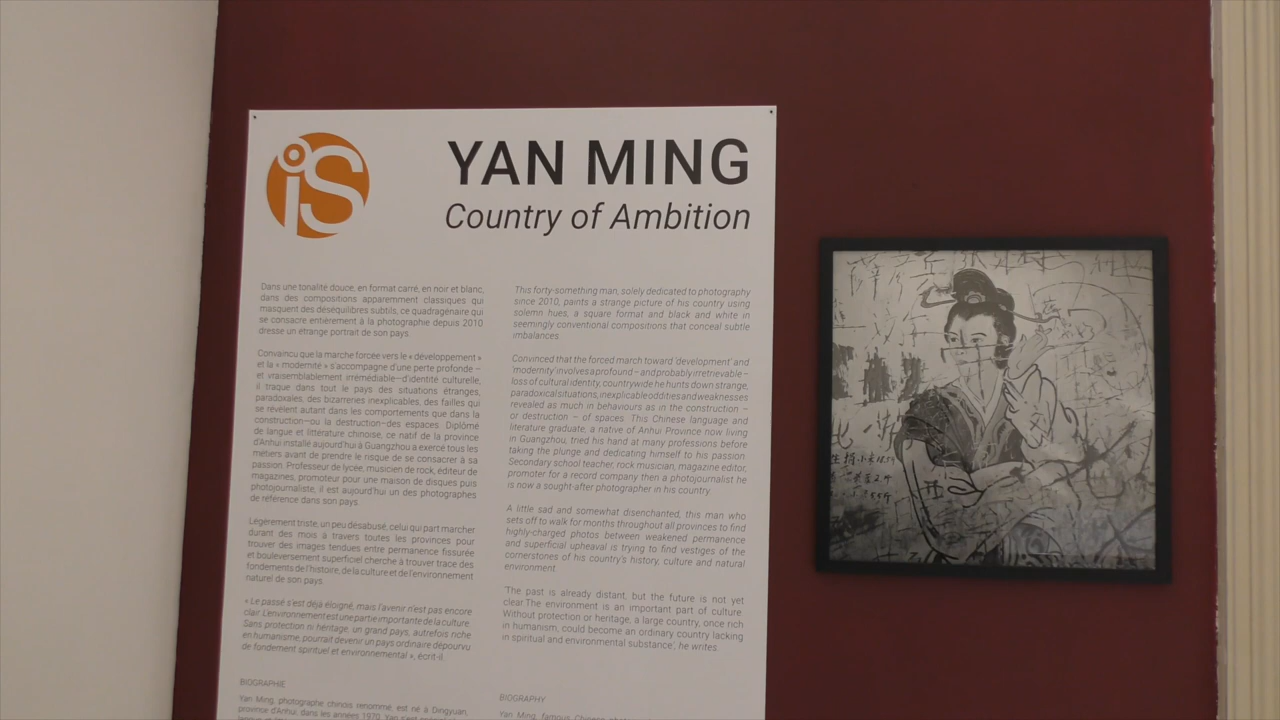 iS
YAN MING
Country of Ambition
Dans une tonalité douce, en format carré, en noir et blanc,
dans des compositions apparemment classiques qui
masquent des déséquilibres subtils, ce quadragénaire qui
se consacre entièrement à la photographie depuis 2010
dresse un étrange portrait de son pays.
Convaincu que la marche forcée vers le « développement »
et la « modernité » s'accompagne d'une perte profonde –
et vraisemblablement irrémédiable–d'identité culturelle,
il traque dans tout le pays des situations étranges,
paradoxales, des bizarreries inexplicables, des failles qui
se révèlent autant dans les comportements que dans la
construction–ou la destruction–des espaces. Diplômé
de langue et littérature chinoise, ce natif de la province
d'Anhui installé aujourd'hui à Guangzhou a exercé tous les
métiers avant de prendre le risque de se consacrer à sa
passion. Professeur de lycée, musicien de rock, éditeur de
magazines, promoteur pour une maison de disques puis
photojournaliste, il est aujourd'hui un des photographes
de référence dans son pays.
Légèrement triste, un peu désabusé, celui qui part marcher
durant des mois à travers toutes les provinces pour
trouver des images tendues entre permanence fissurée
et bouleversement superficiel cherche à trouver trace des
fondements de l'histoire, de la culture et de l'environnement
naturel de son pays.
« Le passé s'est déjà éloigné, mais l'avenir n'est pas encore
clair. L'environnement est une partie importante de la culture.
Sans protection ni héritage, un grand pays, autrefois riche
en humanisme, pourrait devenir un pays ordinaire dépourvu
de fondement spirituel et environnemental », écrit-il.
BIOGRAPHIE
Yan Ming, photographe chinois renommé, est né à Dingyuan,
province d'Anhui, dans les années 1970.
This forty-something man, solely dedicated to photography
since 2010, paints a strange picture of his country using
solemn hues, a square format and black and white in
seemingly conventional compositions that conceal subtle
imbalances.
Convinced that the forced march toward 'development' and
'modernity' involves a profound – and probably irretrievable –
loss of cultural identity, countrywide he hunts down strange,
paradoxical situations, inexplicable oddities and weaknesses
revealed as much in behaviours as in the construction –
or destruction – of spaces. This Chinese language and
literature graduate, a native of Anhui Province now living
in Guangzhou, tried his hand at many professions before
taking the plunge and dedicating himself to his passion.
Secondary school teacher, rock musician, magazine editor,
promoter for a record company then a photojournalist he
is now a sought-after photographer in his country.
A little sad and somewhat disenchanted, this man who
sets off to walk for months throughout all provinces to find
highly-charged photos between weakened permanence
and superficial upheaval is trying to find vestiges of the
cornerstones of his country's history, culture and natural
environment.
'The past is already distant, but the future is not yet
clear.The environment is an important part of culture.
Without protection or heritage, a large country, once rich
in humanism, could become an ordinary country lacking
in spiritual and environmental substance', he writes.
BIOGRAPHY
Yan Ming, famous Chinese